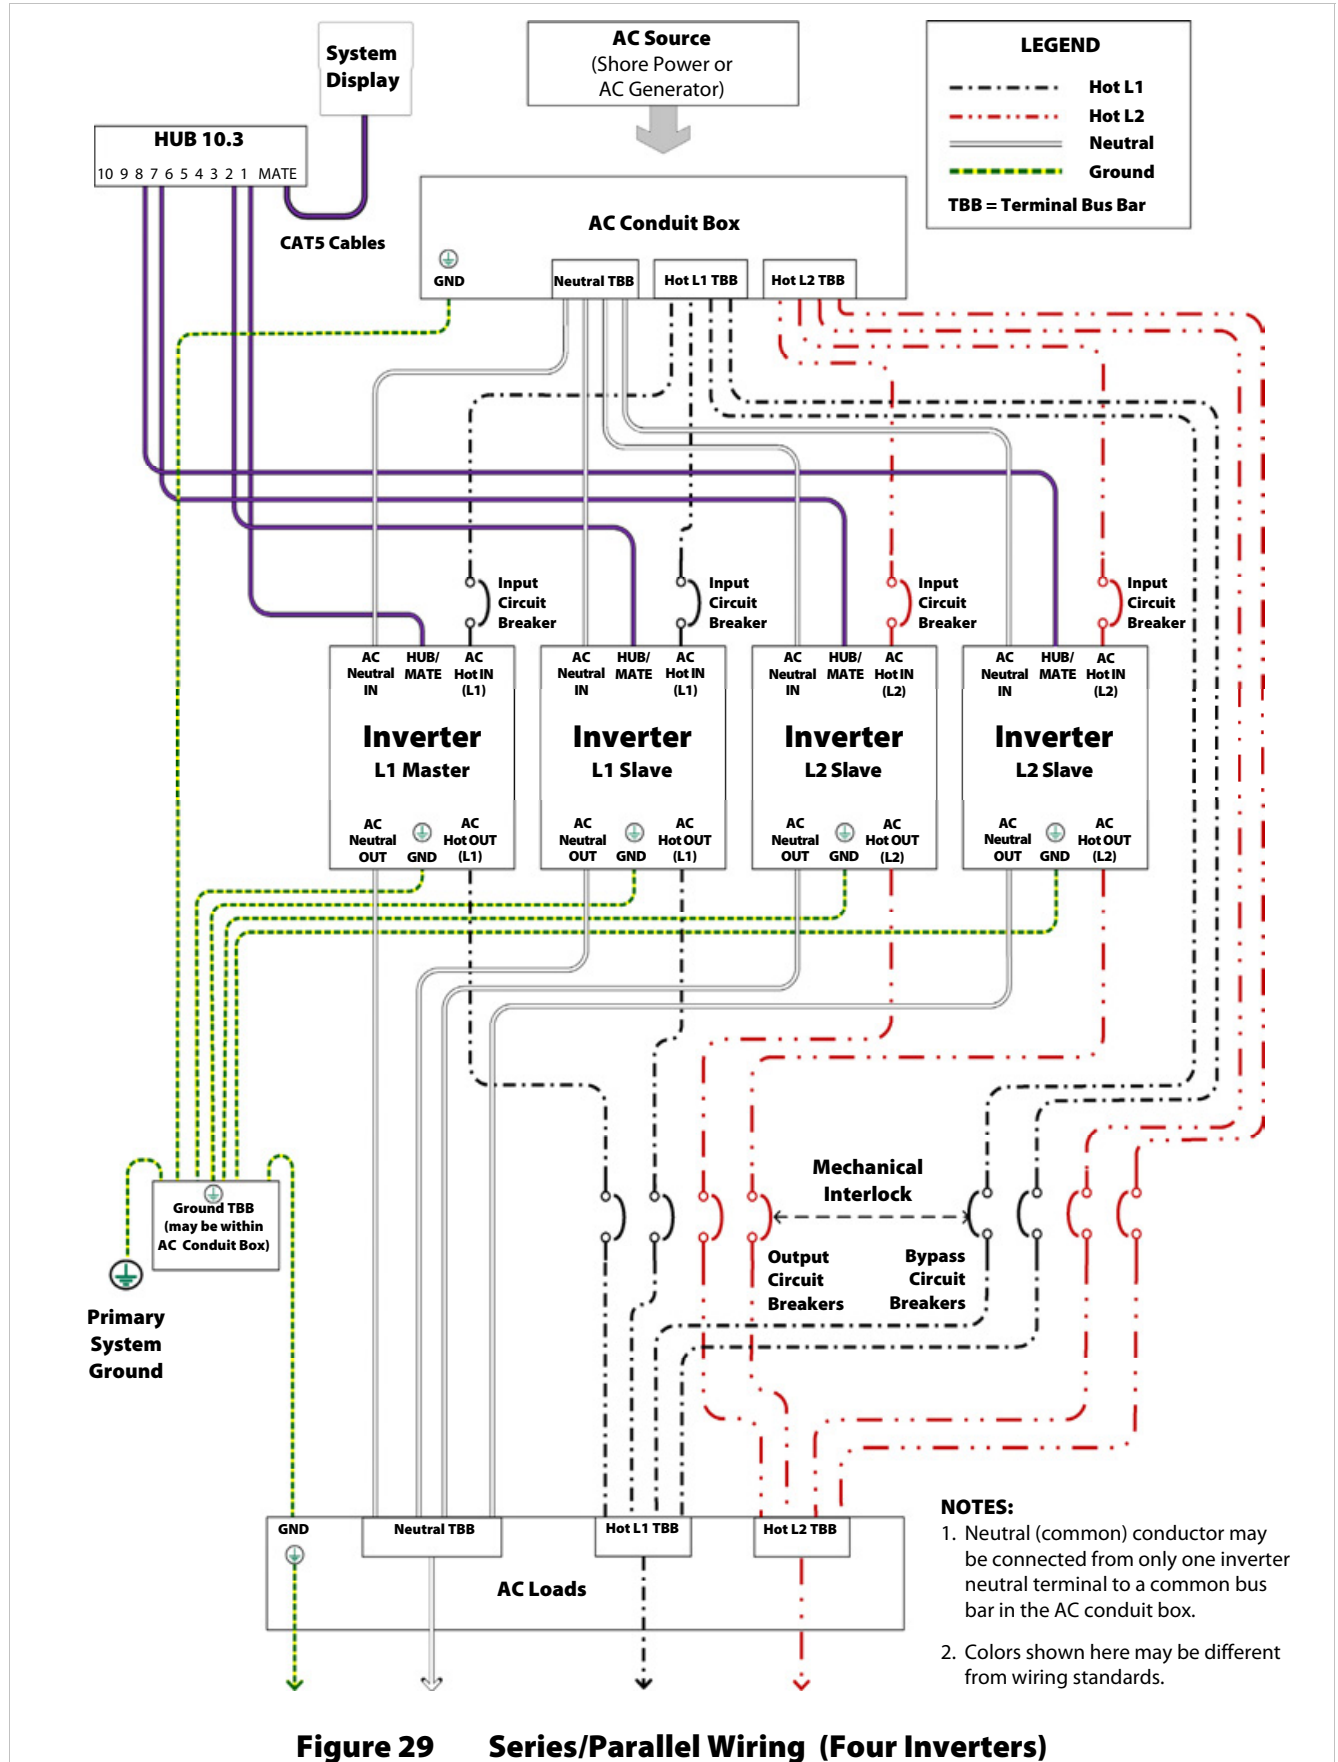 System
Display
AC Source
(Shore Power or
AC Generator)
LEGEND
Hot L1
Hot L2
Neutral
Ground
TBB = Terminal Bus Bar
HUB 10.3
10 9 8 7 6 5 4 3 2 1 MATE
CAT5 Cables
AC Conduit Box
GND
Neutral TBB
Hot L1 TBB
Hot L2 TBB
Input
Circuit
Breaker
Input
Circuit
Breaker
Input
Circuit
Breaker
Input
Circuit
Breaker
AC
Neutral
IN
HUB/
MATE
AC
Hot IN
(L1)
Inverter
L1 Master
AC
Neutral
OUT
GND
AC
Hot OUT
(L1)
AC
Neutral
IN
HUB/
MATE
AC
Hot IN
(L1)
Inverter
L1 Slave
AC
Neutral
OUT
GND
AC
Hot OUT
(L1)
AC
Neutral
IN
HUB/
MATE
AC
Hot IN
(L2)
Inverter
L2 Slave
AC
Neutral
OUT
GND
AC
Hot OUT
(L2)
AC
Neutral
IN
HUB/
MATE
AC
Hot IN
(L2)
Inverter
L2 Slave
AC
Neutral
OUT
GND
AC
Hot OUT
(L2)
Mechanical
Interlock
Output
Circuit
Breakers
Bypass
Circuit
Breakers
Ground TBB
(may be within
AC Conduit Box)
Primary
System
Ground
GND
Neutral TBB
Hot L1 TBB
Hot L2 TBB
AC Loads
NOTES:
1. Neutral (common) conductor may
be connected from only one inverter
neutral terminal to a common bus
bar in the AC conduit box.
2. Colors shown here may be different
from wiring standards.
Figure 29 Series/Parallel Wiring (Four Inverters)